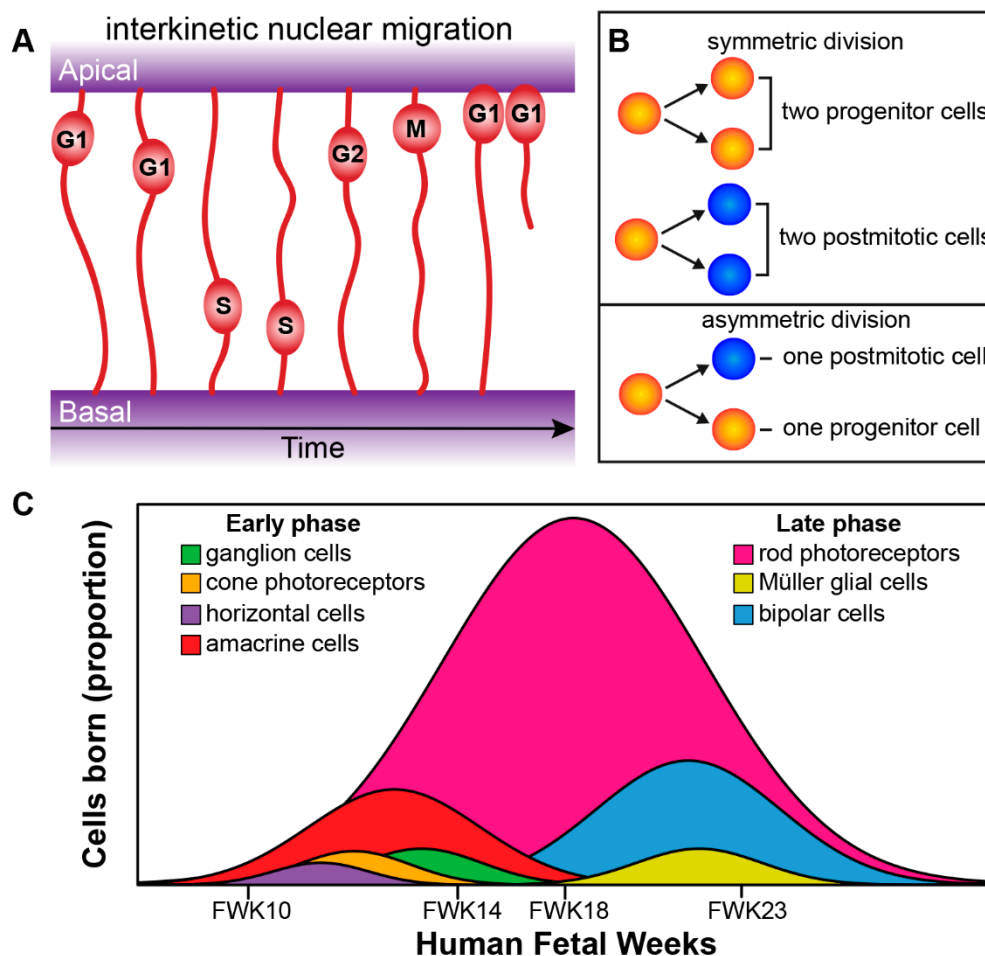 A
interkinetic nuclear migration
Apical
G1
G1
S
S
G2
M
G1
G1
Basal
Time
B
symmetric division
two progenitor cells
two postmitotic cells
asymmetric division
one postmitotic cell
one progenitor cell
C
Early phase
ganglion cells
cone photoreceptors
horizontal cells
amacrine cells
Late phase
rod photoreceptors
Müller glial cells
bipolar cells
Cells born (proportion)
FWK10
FWK14
FWK18
FWK23
Human Fetal Weeks